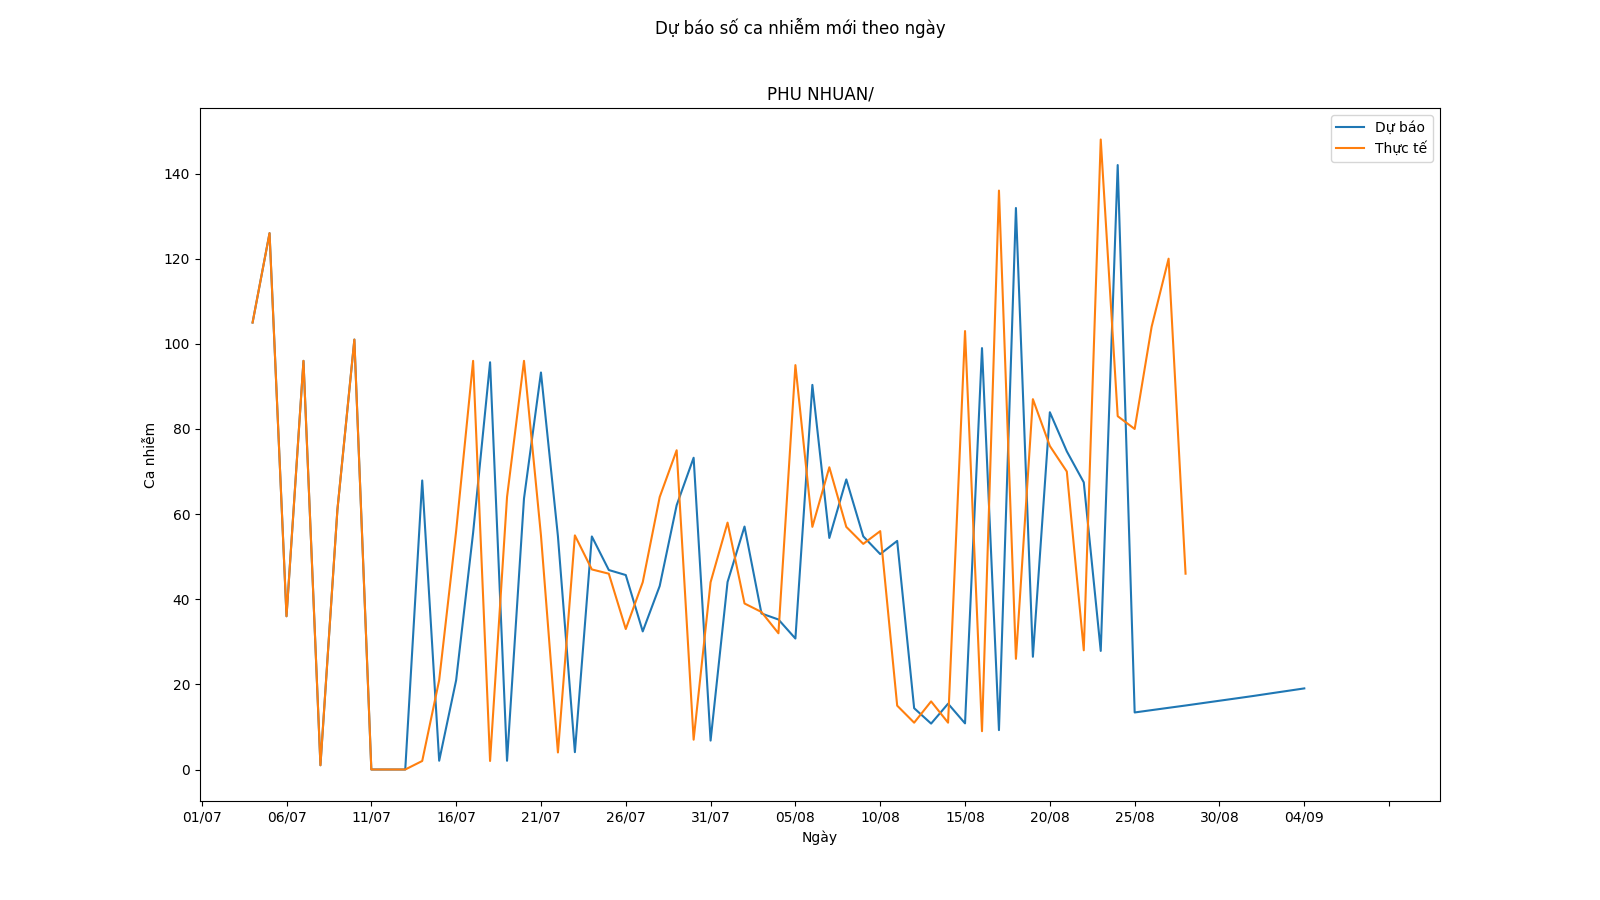 Dự báo số ca nhiễm mới theo ngày
PHU NHUAN/
Dự báo
Thực tế
140
120
100
80
60
40
20
0
Ca nhiễm
01/07 06/07 11/07 16/07 21/07 26/07 31/07 05/08 10/08 15/08 20/08 25/08 30/08 04/09
Ngày